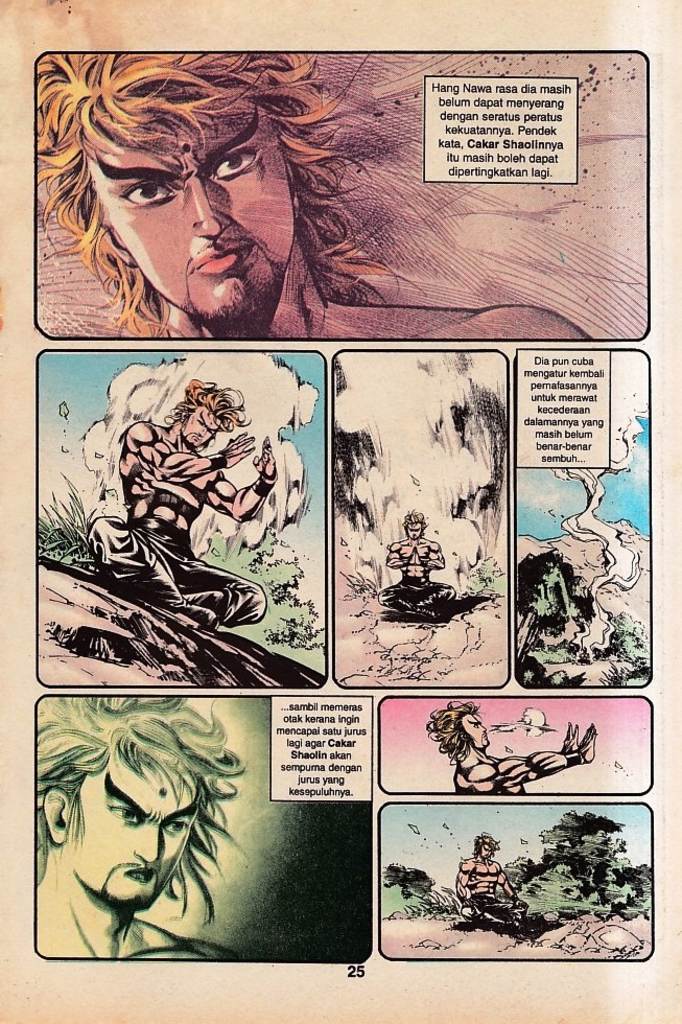 Hang Nawa rasa dia masih
belum dapat menyerang
dengan seratus peratus
kekuatannya. Pendek
kata, Cakar Shaolinnya
itu masih boleh dapat
dipertingkatkan lagi.
Dia pun cuba
mengatur kembali
pernafasannya
untuk merawat
kecederaan
dalamannya yang
masih belum
benar-benar
sembuh...
...sambil memeras
otak kerana ingin
mencapai satu jurus
lagi agar Cakar
Shaolin akan
sempurna dengan
jurus yang
kesepuluhnya.
25